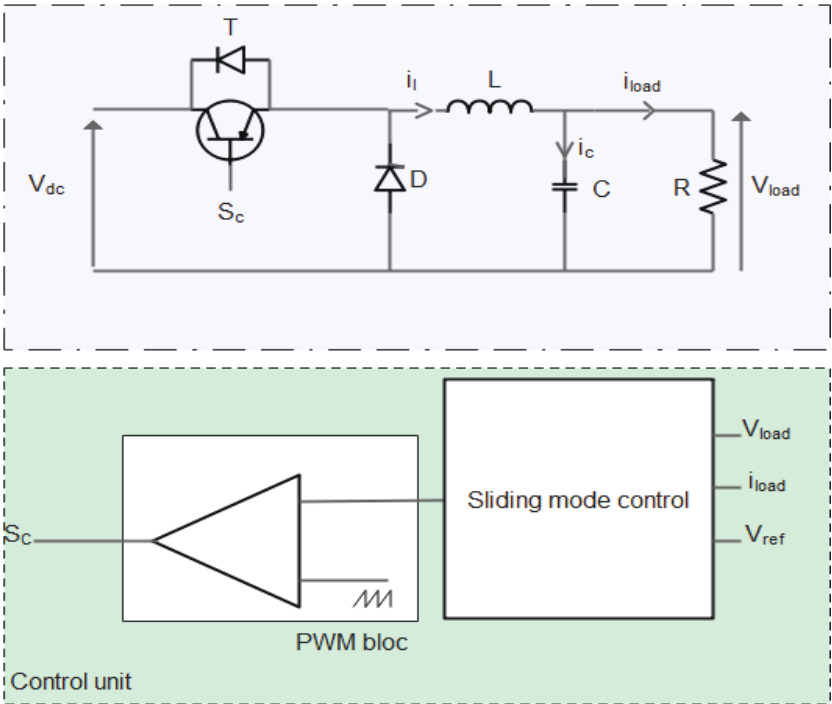 T
i_l L i_load
i_c
V_dc D C R V_load
S_c
V_load
i_load
Sliding mode control
V_ref
S_C
PWM bloc
Control unit